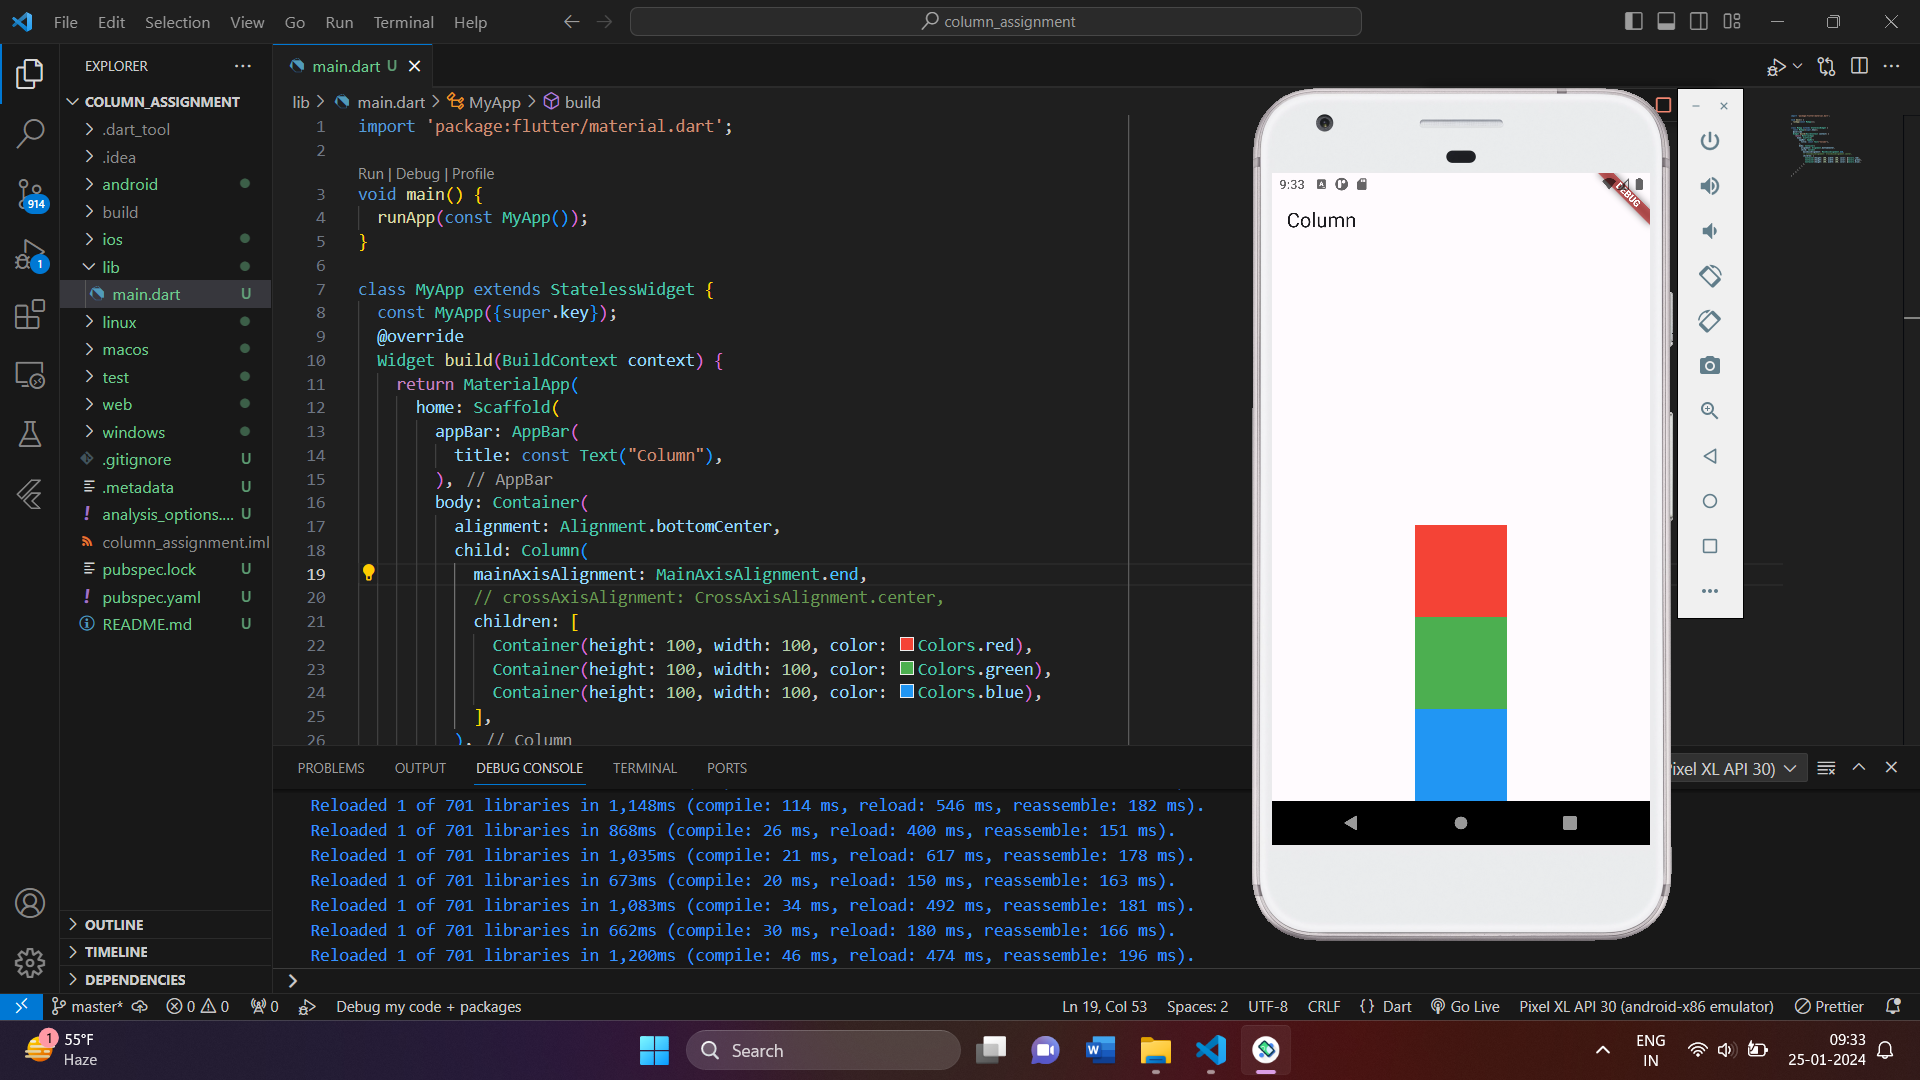 File Edit Selection View Go Run Terminal Help
column_assignment
EXPLORER
COLUMN_ASSIGNMENT
.dart_tool
.idea
android
build
ios
lib
main.dart U
linux
macos
test
web
windows
.gitignore U
.metadata U
analysis_options.... U
column_assignment.iml
pubspec.lock U
pubspec.yaml U
README.md U
OUTLINE
TIMELINE
DEPENDENCIES
914
1
main.dart U
lib > main.dart > MyApp > build
1 import 'package:flutter/material.dart';
2
Run | Debug | Profile
3 void main() {
4 runApp(const MyApp());
5 }
6
7 class MyApp extends StatelessWidget {
8 const MyApp({super.key});
9 @override
10 Widget build(BuildContext context) {
11 return MaterialApp(
12 home: Scaffold(
13 appBar: AppBar(
14 title: const Text("Column"),
15 ), // AppBar
16 body: Container(
17 alignment: Alignment.bottomCenter,
18 child: Column(
19 mainAxisAlignment: MainAxisAlignment.end,
20 // crossAxisAlignment: CrossAxisAlignment.center,
21 children: [
22 Container(height: 100, width: 100, color: Colors.red),
23 Container(height: 100, width: 100, color: Colors.green),
24 Container(height: 100, width: 100, color: Colors.blue),
25 ],
26 ), // Column
9:33
DEBUG
Column
PROBLEMS OUTPUT DEBUG CONSOLE TERMINAL PORTS
ixel XL API 30)
Reloaded 1 of 701 libraries in 1,148ms (compile: 114 ms, reload: 546 ms, reassemble: 182 ms).
Reloaded 1 of 701 libraries in 868ms (compile: 26 ms, reload: 400 ms, reassemble: 151 ms).
Reloaded 1 of 701 libraries in 1,035ms (compile: 21 ms, reload: 617 ms, reassemble: 178 ms).
Reloaded 1 of 701 libraries in 673ms (compile: 20 ms, reload: 150 ms, reassemble: 163 ms).
Reloaded 1 of 701 libraries in 1,083ms (compile: 34 ms, reload: 492 ms, reassemble: 181 ms).
Reloaded 1 of 701 libraries in 662ms (compile: 30 ms, reload: 180 ms, reassemble: 166 ms).
Reloaded 1 of 701 libraries in 1,200ms (compile: 46 ms, reload: 474 ms, reassemble: 196 ms).
master* 0 0 0 Debug my code + packages Ln 19, Col 53 Spaces: 2 UTF-8 CRLF {} Dart Go Live Pixel XL API 30 (android-x86 emulator) Prettier
1
55°F
Haze
Search
ENG
IN
09:33
25-01-2024